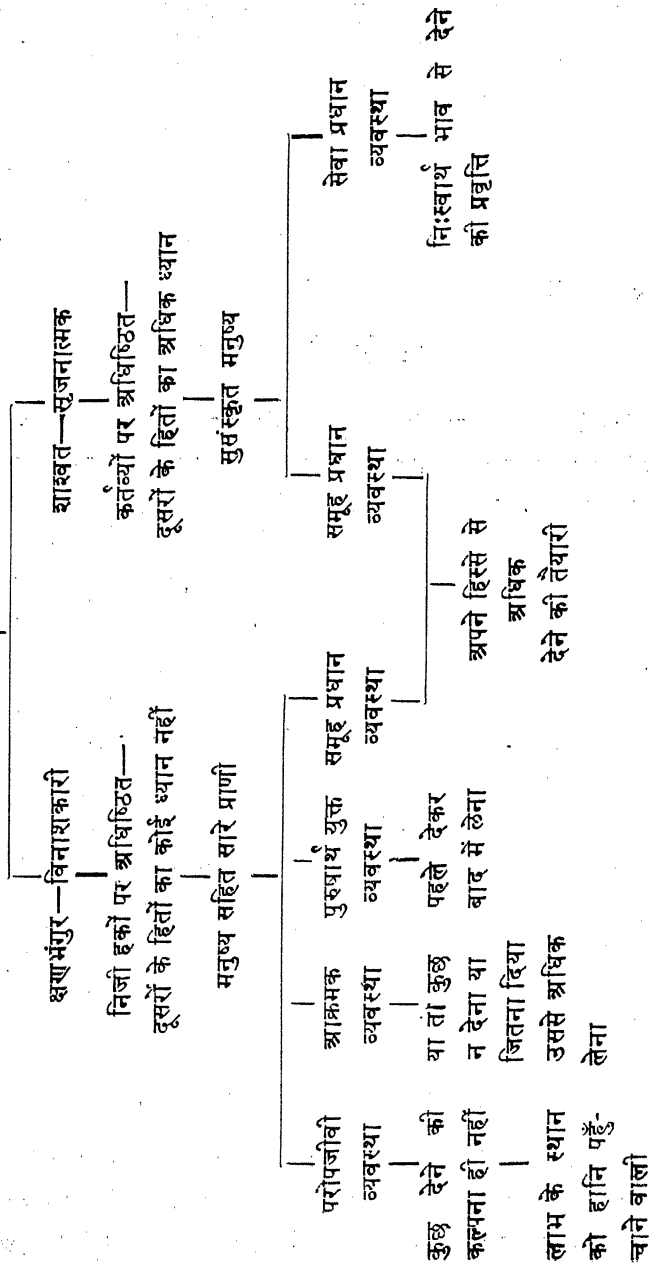 क्षणभंगुर—विनाशकारी
निजी हकों पर अधिष्ठित—
दूसरों के हितों का कोई ध्यान नहीं
मनुष्य सहित सारे प्राणी
परोपजीवी
व्यवस्था
कुछ देने की
कल्पना ही नहीं
लाभ के स्थान
को हानि पहुँ-
चाने वाली
आक्रमक
व्यवस्था
या तो कुछ
न देना या
जितना दिया
उससे अधिक
लेना
पुरुषार्थ युक्त
व्यवस्था
पहले देकर
बाद में लेना
समूह प्रधान
व्यवस्था
शाश्वत—सृजनात्मक
कर्तव्यों पर अधिष्ठित—
दूसरों के हितों का अधिक ध्यान
सुसंस्कृत मनुष्य
समूह प्रधान
व्यवस्था
अपने हिस्से से
अधिक
देने की तैयारी
सेवा प्रधान
व्यवस्था
निःस्वार्थ भाव से देने
की प्रवृत्ति